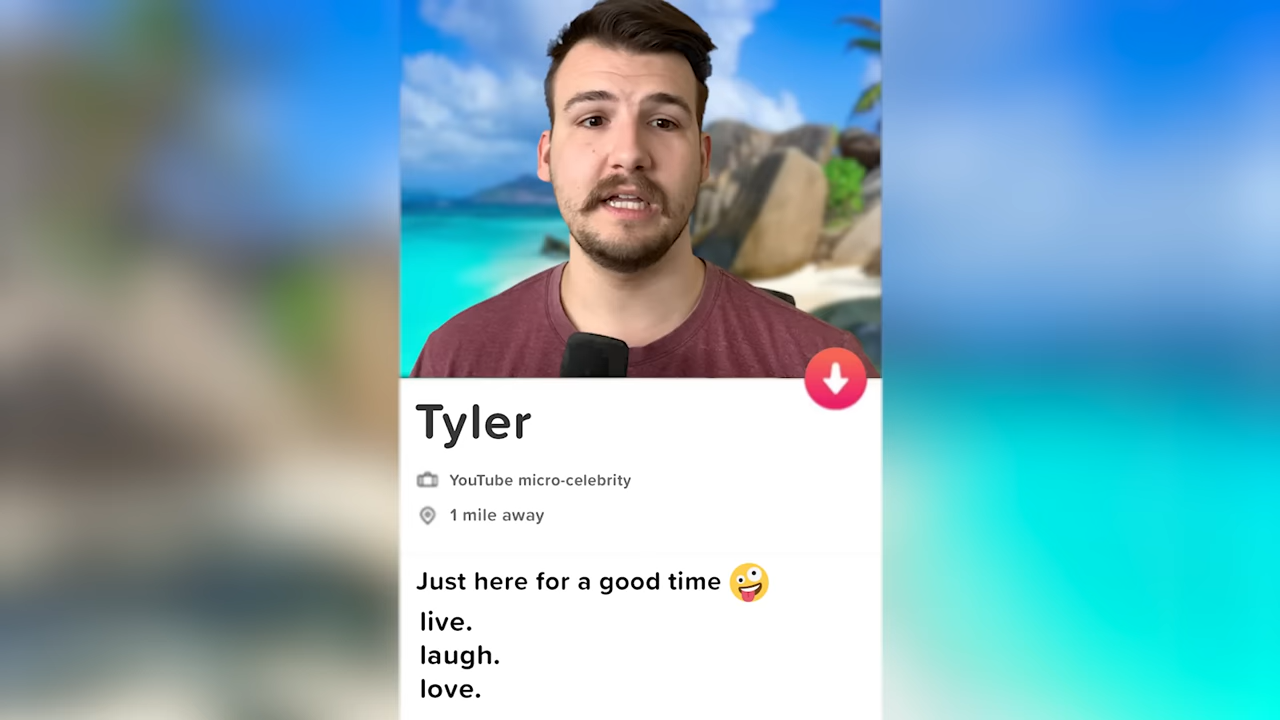 Tyler
YouTube micro-celebrity
1 mile away
Just here for a good time 🤪
live.
laugh.
love.